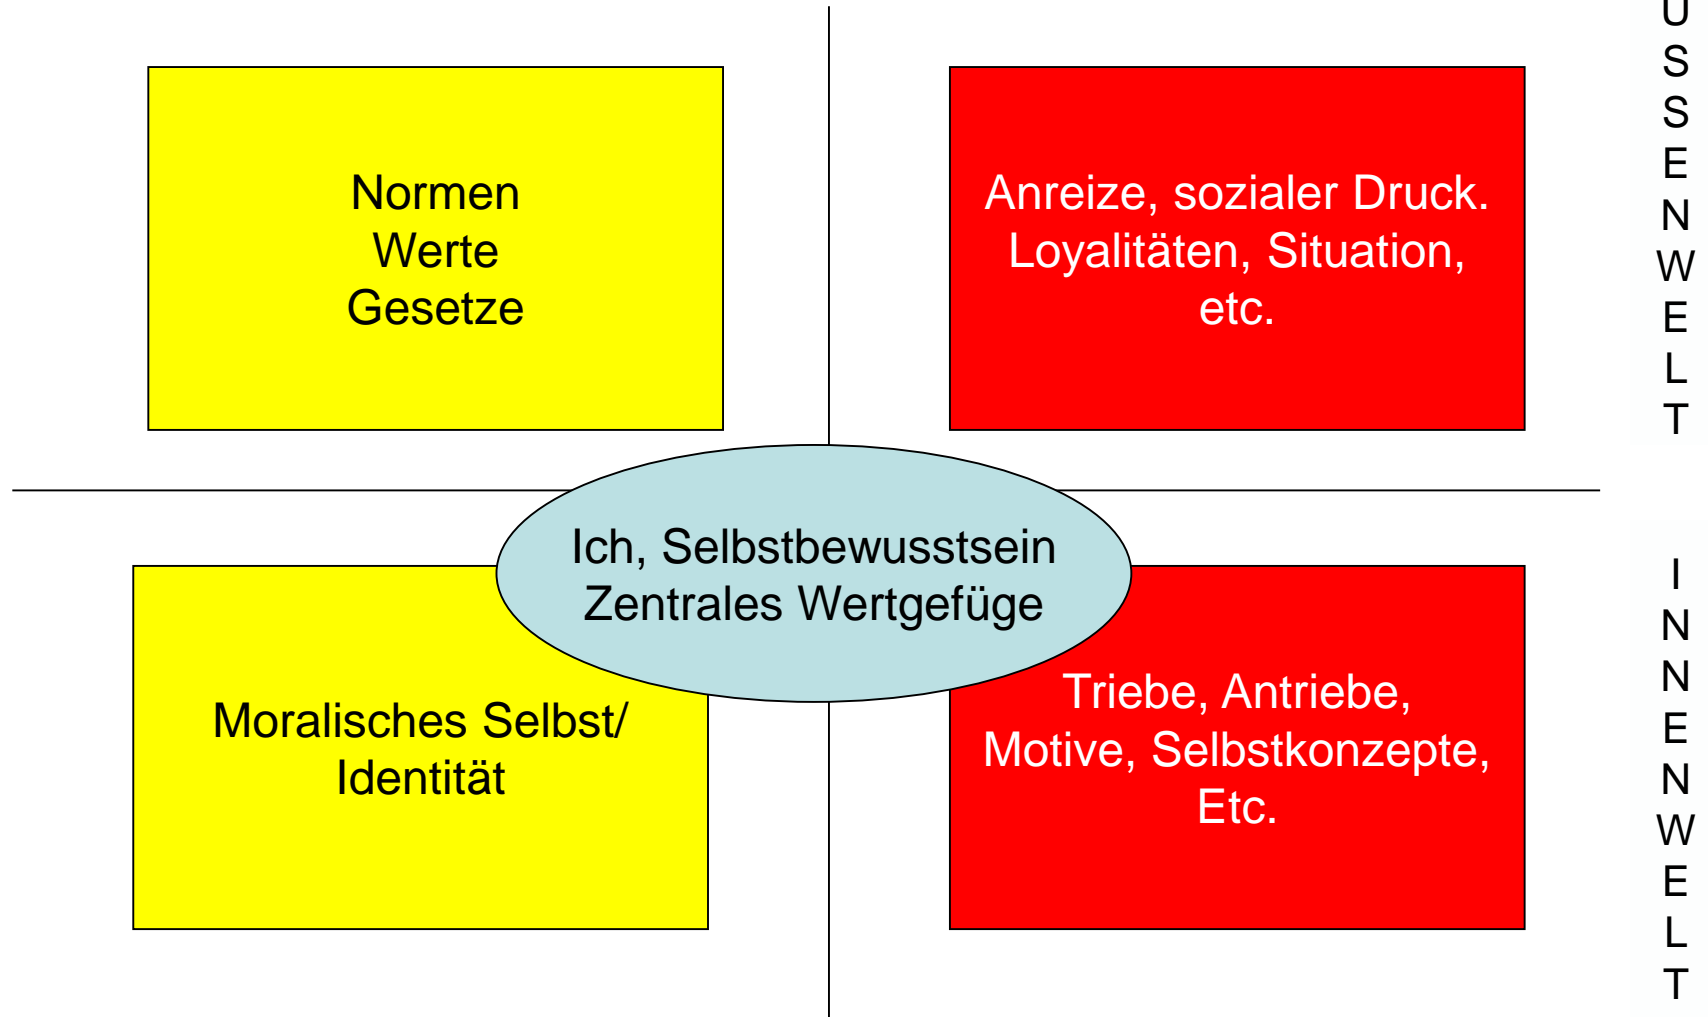 Normen
Werte
Gesetze
Anreize, sozialer Druck.
Loyalitäten, Situation,
etc.
U
S
S
E
N
W
E
L
T
Ich, Selbstbewusstsein
Zentrales Wertgefüge
Moralisches Selbst/
Identität
Triebe, Antriebe,
Motive, Selbstkonzepte,
Etc.
I
N
N
E
N
W
E
L
T